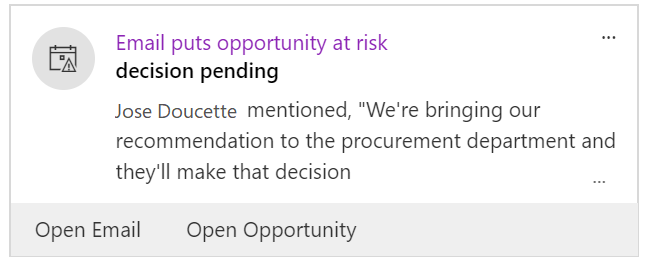 Email puts opportunity at risk
...
decision pending
Jose Doucette mentioned, "We're bringing our
recommendation to the procurement department and
they'll make that decision
...
Open Email Open Opportunity